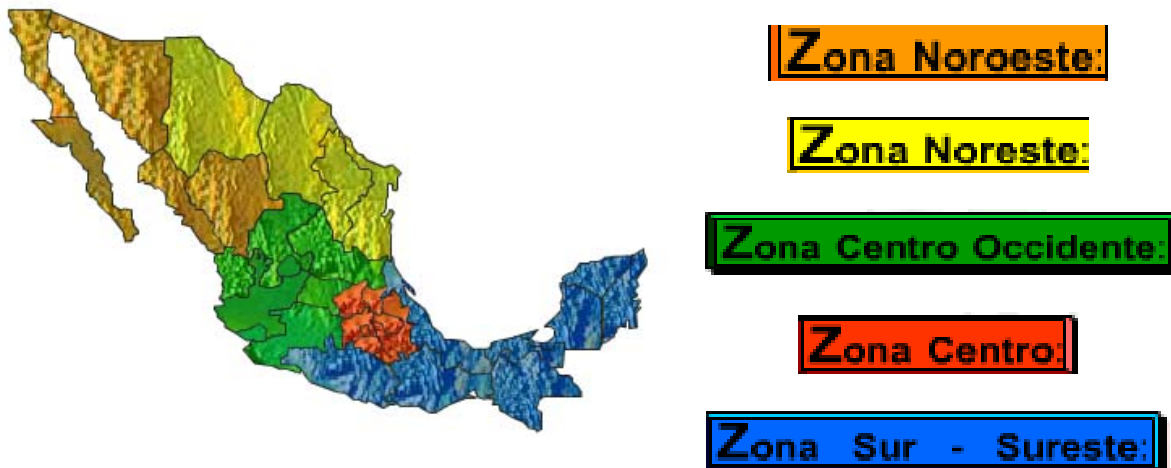 Zona Noroeste:
Zona Noreste:
Zona Centro Occidente:
Zona Centro:
Zona Sur - Sureste: